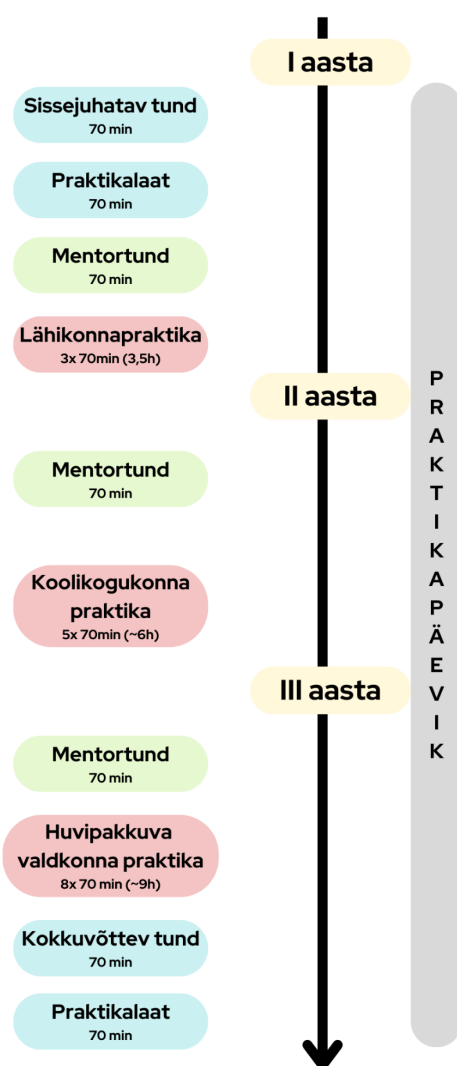 I aasta
Sissejuhatav tund
70 min
Praktikalaat
70 min
Mentortund
70 min
Lähikonnapraktika
3x 70min (3,5h)
II aasta
Mentortund
70 min
Koolikogukonna
praktika
5x 70min (~6h)
III aasta
Mentortund
70 min
Huvipakkuva
valdkonna praktika
8x 70 min (~9h)
Kokkuvõttev tund
70 min
Praktikalaat
70 min
PRAKTIKAPÄEVIK